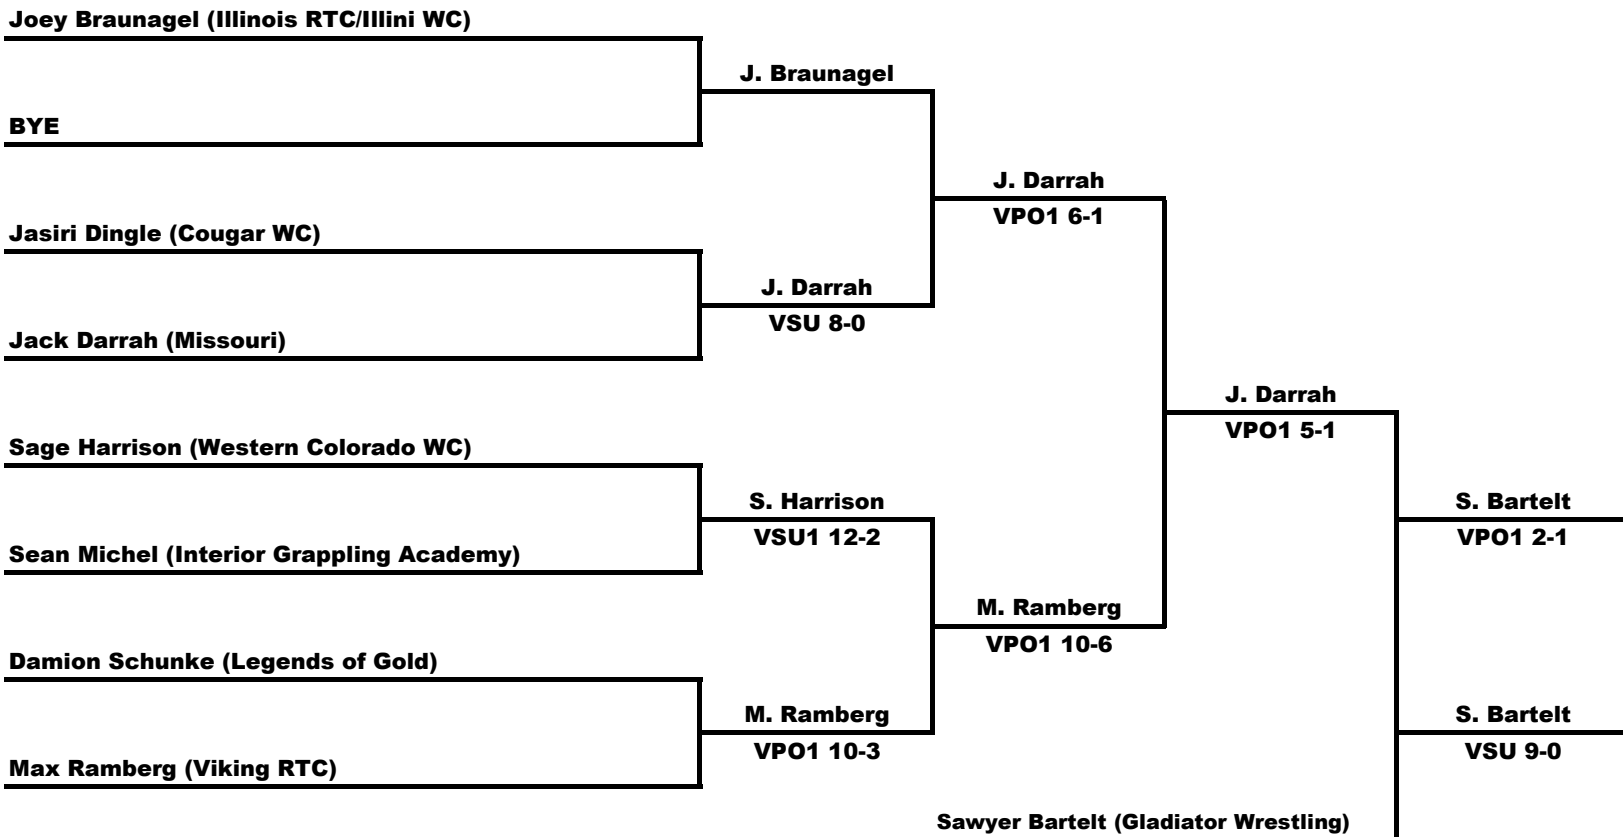 Joey Braunagel (Illinois RTC/Illini WC)
J. Braunagel
BYE
J. Darrah
VPO1 6-1
Jasiri Dingle (Cougar WC)
J. Darrah
VSU 8-0
Jack Darrah (Missouri)
J. Darrah
VPO1 5-1
Sage Harrison (Western Colorado WC)
S. Harrison
VSU1 12-2
S. Bartelt
VPO1 2-1
Sean Michel (Interior Grappling Academy)
M. Ramberg
VPO1 10-6
Damion Schunke (Legends of Gold)
M. Ramberg
VPO1 10-3
S. Bartelt
VSU 9-0
Max Ramberg (Viking RTC)
Sawyer Bartelt (Gladiator Wrestling)